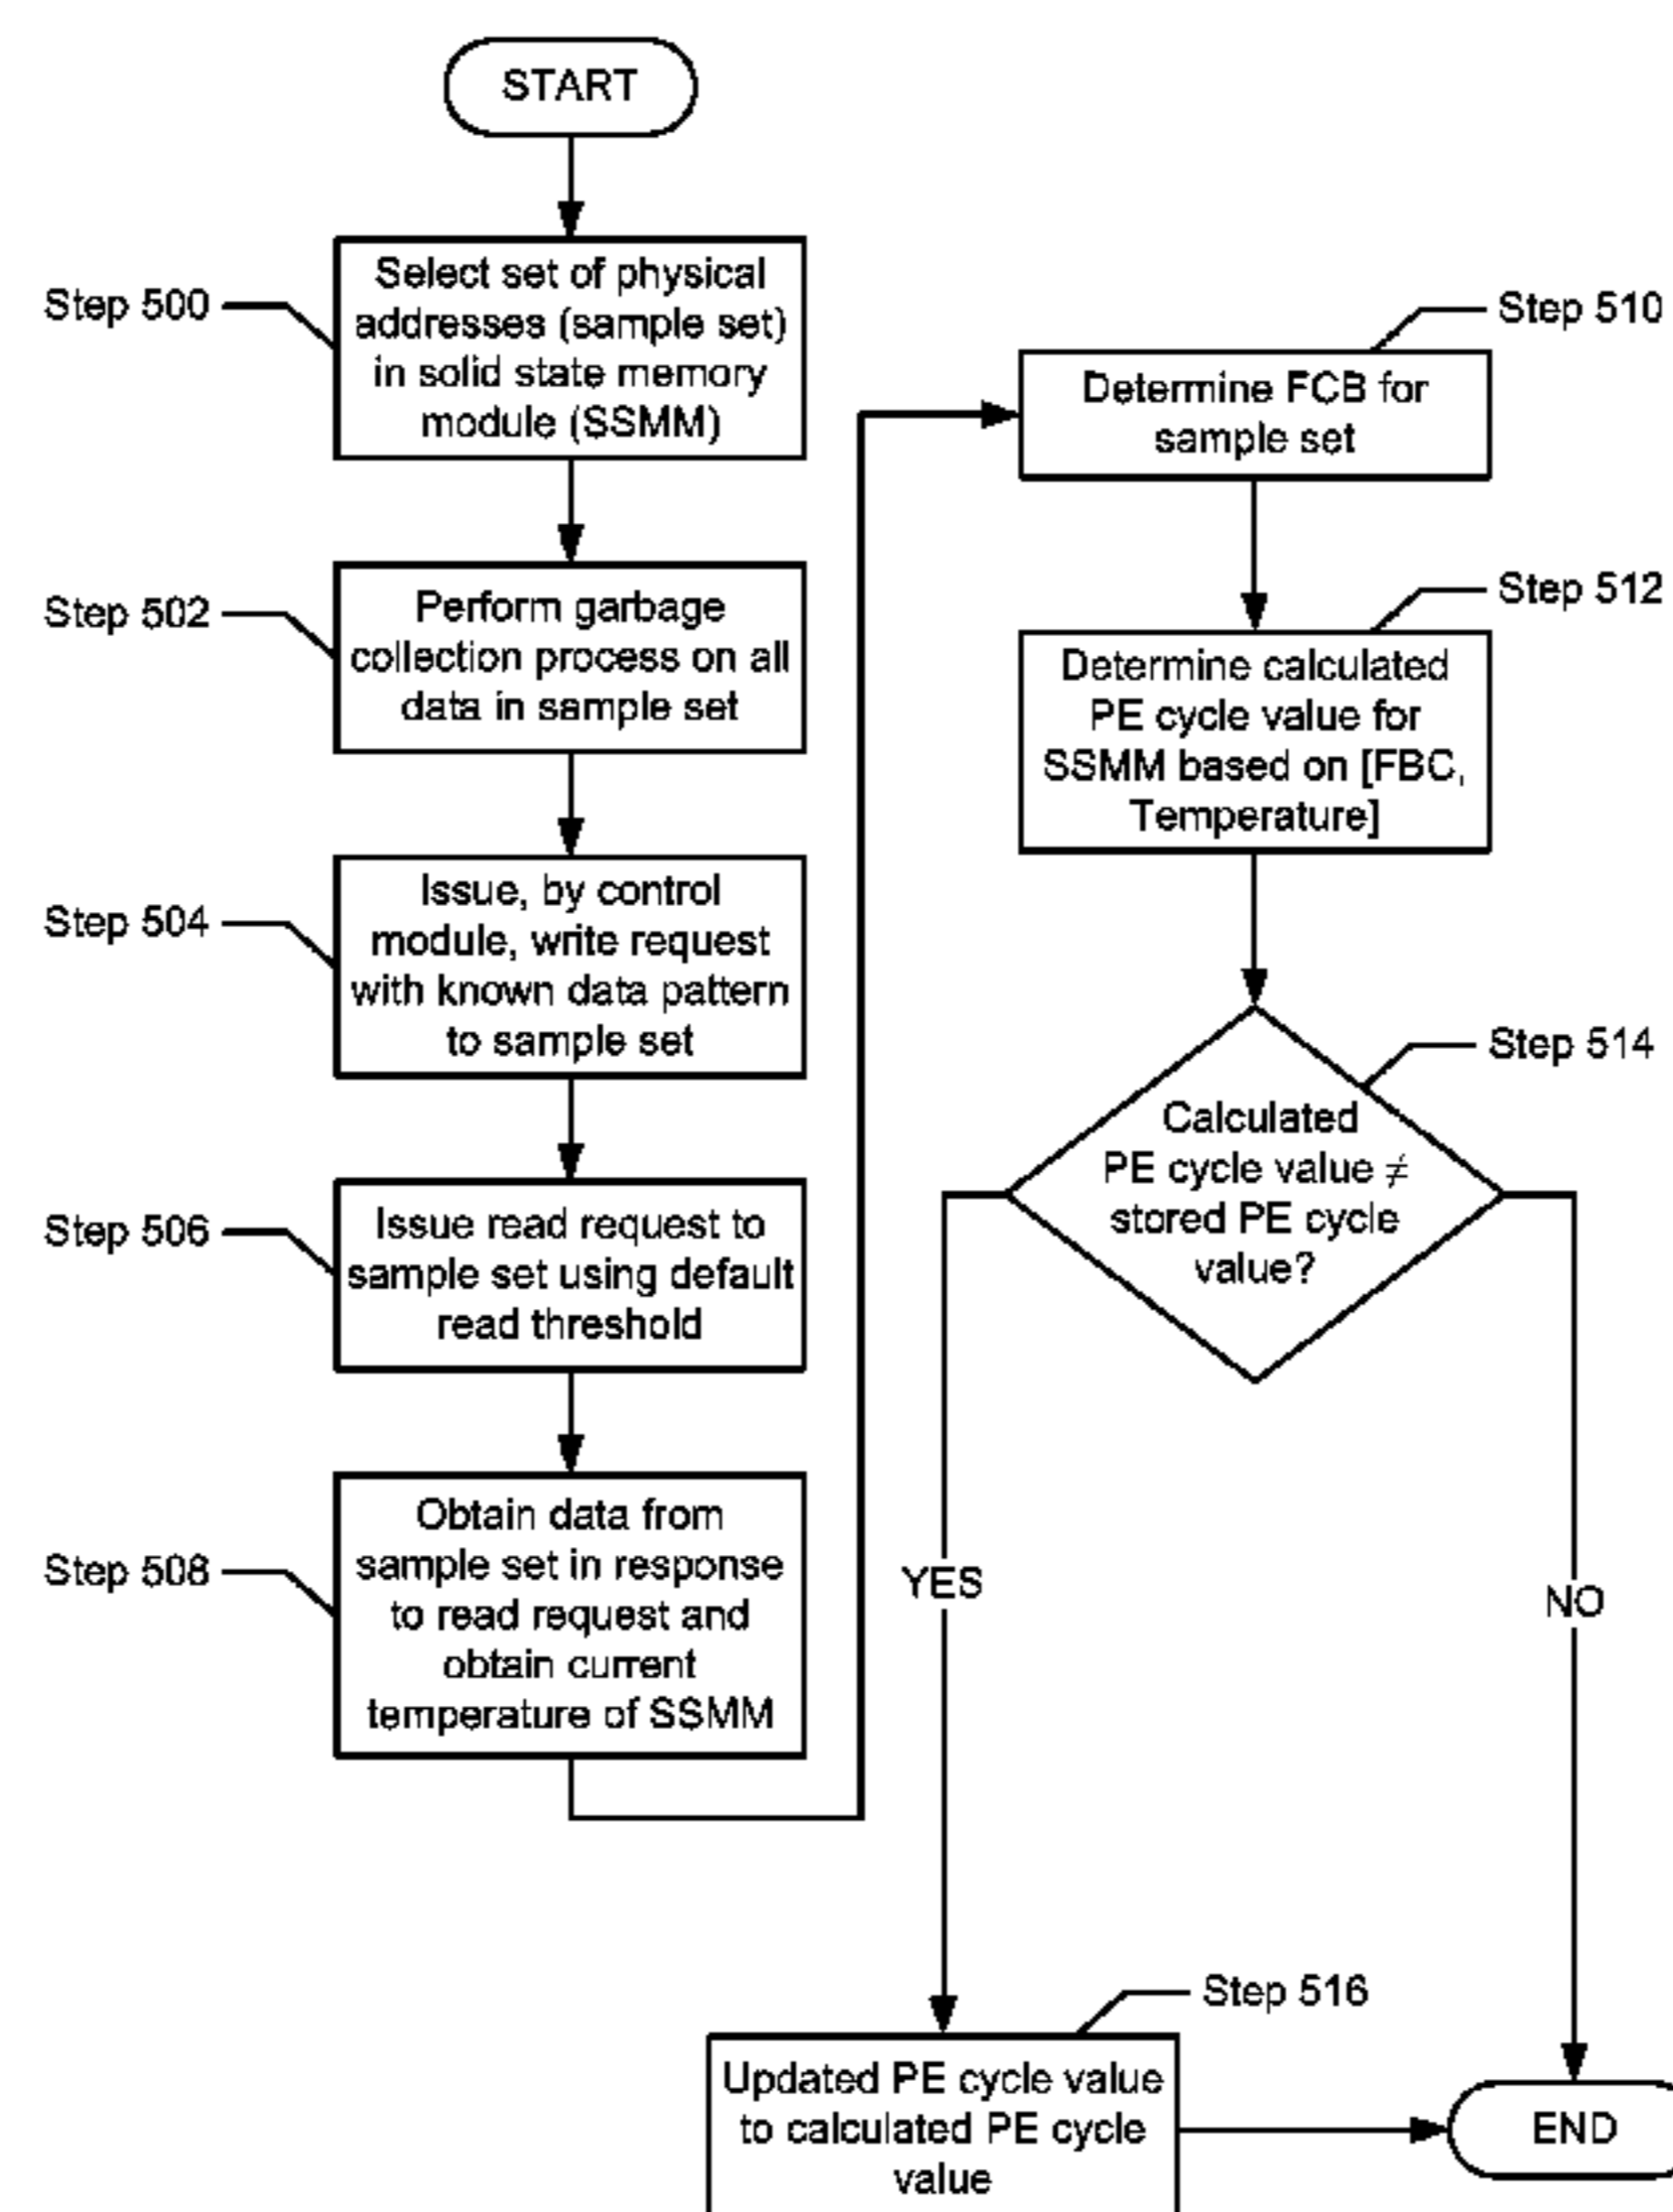 START
Step 500
Select set of physical
addresses (sample set)
in solid state memory
module (SSMM)
Step 502
Perform garbage
collection process on all
data in sample set
Step 504
Issue, by control
module, write request
with known data pattern
to sample set
Step 506
Issue read request to
sample set using default
read threshold
Step 508
Obtain data from
sample set in response
to read request and
obtain current
temperature of SSMM
Step 510
Determine FCB for
sample set
Step 512
Determine calculated
PE cycle value for
SSMM based on [FBC,
Temperature]
Step 514
Calculated
PE cycle value ≠
stored PE cycle
value?
YES
NO
Step 516
Updated PE cycle value
to calculated PE cycle
value
END